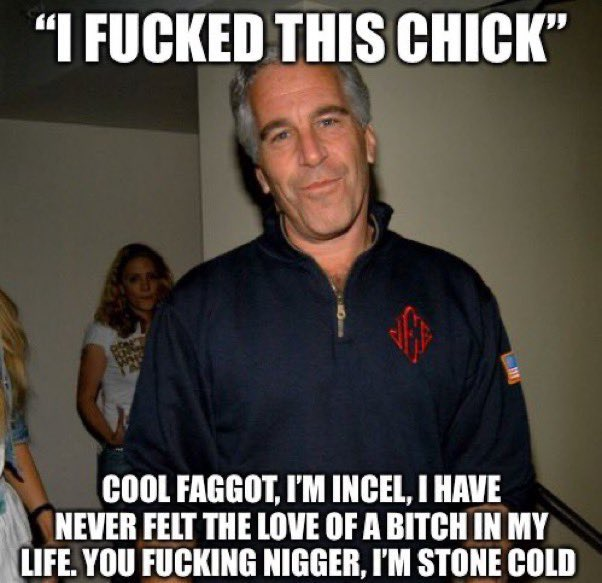 “I FUCKED THIS CHICK”
COOL FAGGOT, I’M INCEL, I HAVE
NEVER FELT THE LOVE OF A BITCH IN MY
LIFE. YOU FUCKING NIGGER, I’M STONE COLD